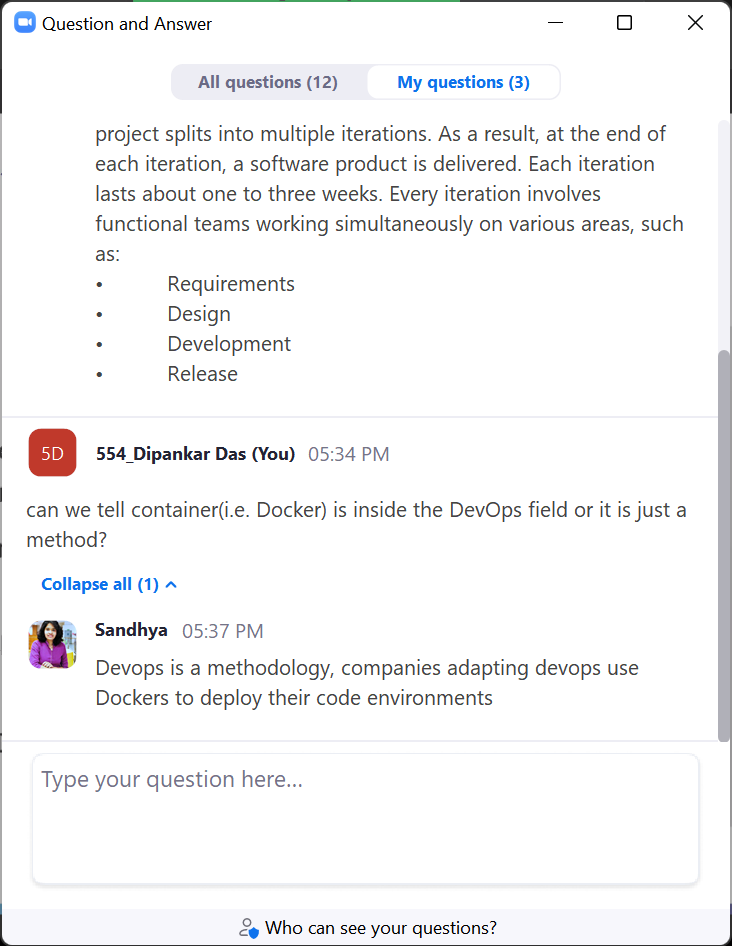 Question and Answer
All questions (12)
My questions (3)
project splits into multiple iterations. As a result, at the end of
each iteration, a software product is delivered. Each iteration
lasts about one to three weeks. Every iteration involves
functional teams working simultaneously on various areas, such
as:
• Requirements
• Design
• Development
• Release
5D
554_Dipankar Das (You) 05:34 PM
can we tell container(i.e. Docker) is inside the DevOps field or it is just a
method?
Collapse all (1)
Sandhya 05:37 PM
Devops is a methodology, companies adapting devops use
Dockers to deploy their code environments
Type your question here...
Who can see your questions?